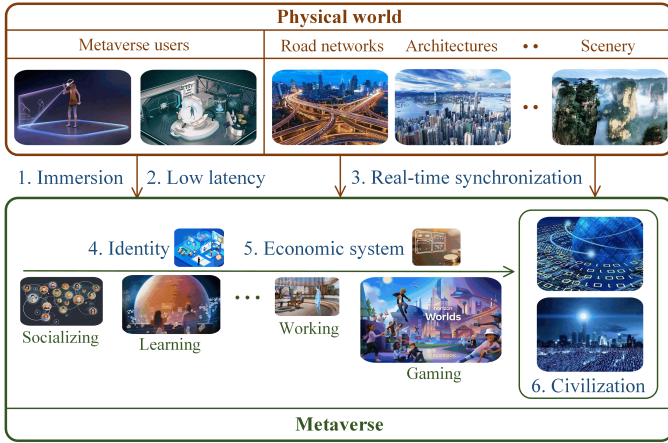 Physical world
Metaverse users
Road networks
Architectures
Scenery
1. Immersion
2. Low latency
3. Real-time synchronization
4. Identity
5. Economic system
Socializing
Learning
Working
Horizon
Worlds
Gaming
6. Civilization
Metaverse